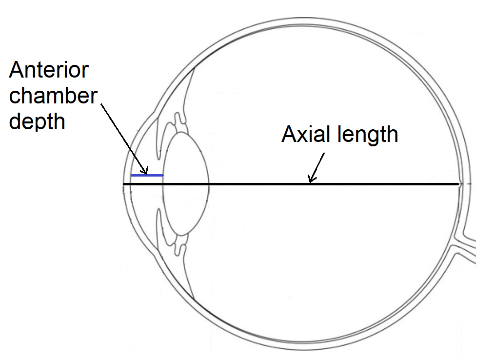 Anterior
chamber
depth
Axial length